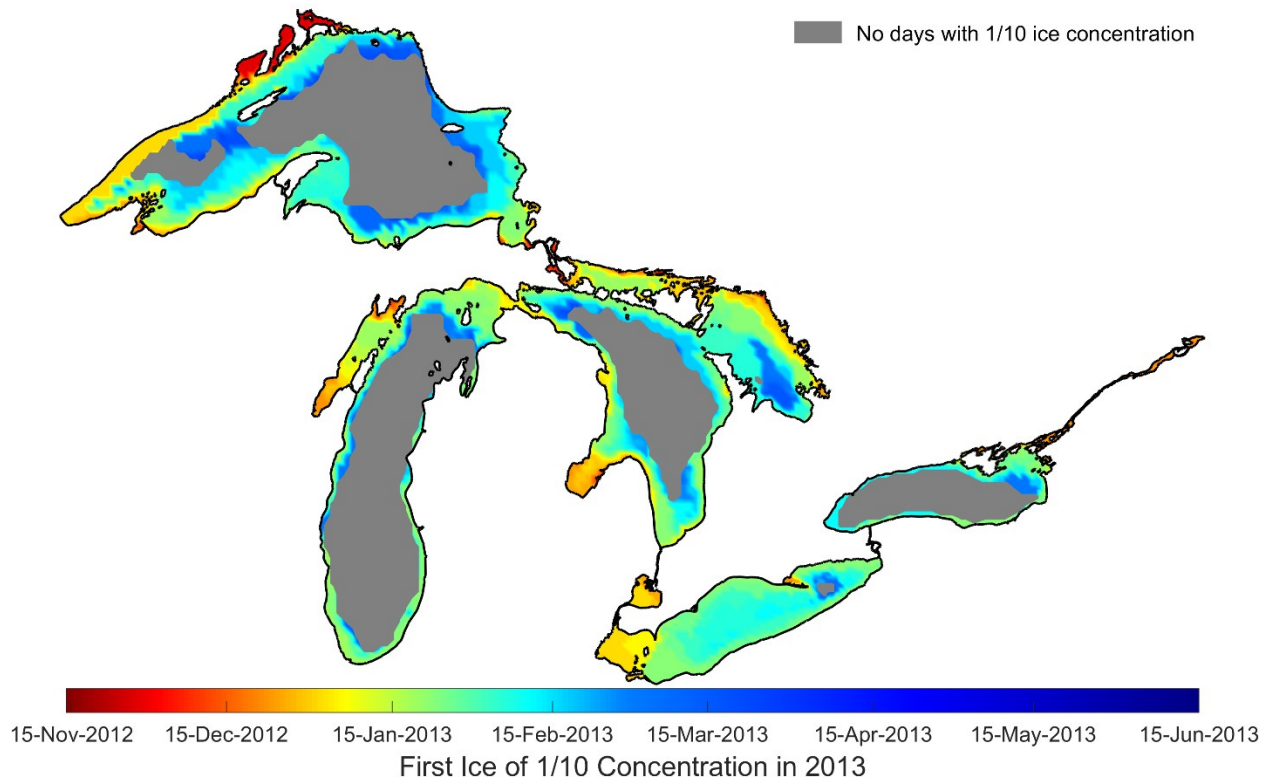 No days with 1/10 ice concentration
15-Nov-2012 15-Dec-2012 15-Jan-2013 15-Feb-2013 15-Mar-2013 15-Apr-2013 15-May-2013 15-Jun-2013
First Ice of 1/10 Concentration in 2013